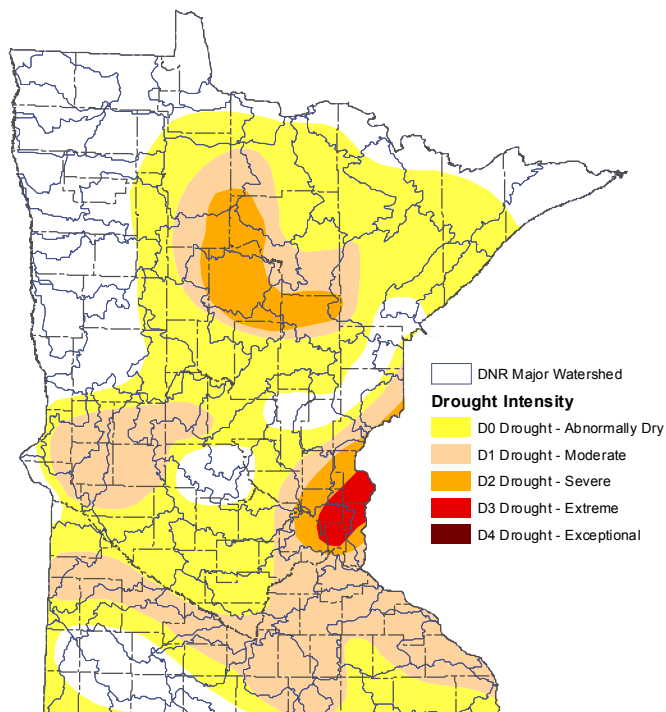 DNR Major Watershed
Drought Intensity
D0 Drought - Abnormally Dry
D1 Drought - Moderate
D2 Drought - Severe
D3 Drought - Extreme
D4 Drought - Exceptional